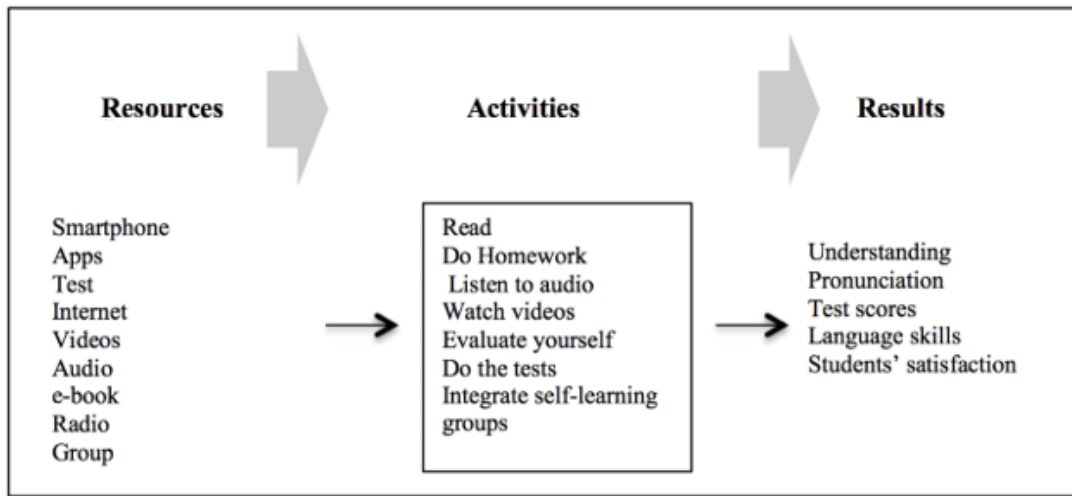 Resources
Activities
Results
Smartphone
Apps
Test
Internet
Videos
Audio
e-book
Radio
Group
Read
Do Homework
Listen to audio
Watch videos
Evaluate yourself
Do the tests
Integrate self-learning
groups
Understanding
Pronunciation
Test scores
Language skills
Students’ satisfaction